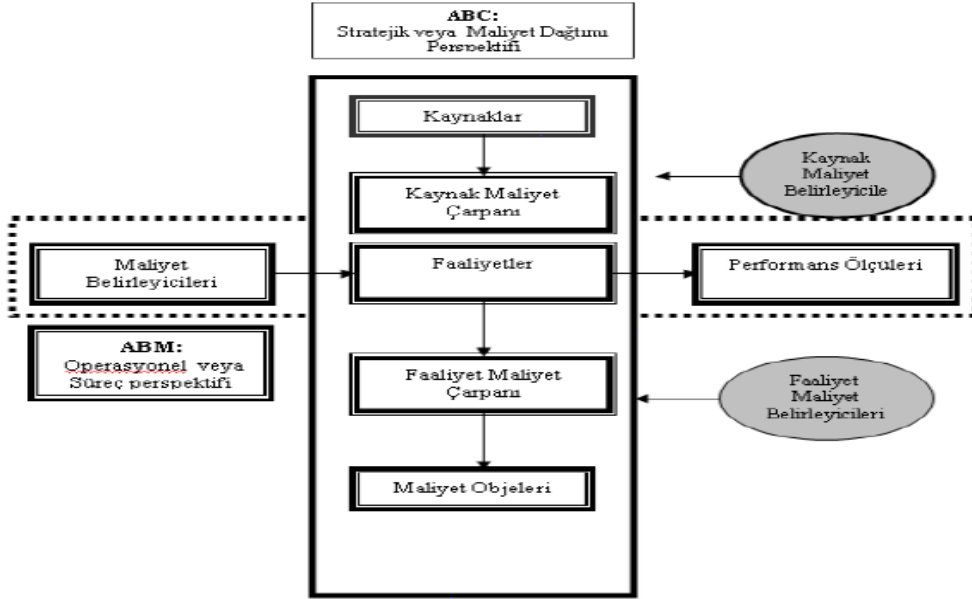 ABC:
Stratejik veya Maliyet Dağtımı
Perspektifi
Kaynaklar
Kaynak
Maliyet
Belirleyicile
Kaynak Maliyet
Çarpanı
Maliyet
Belirleyicileri
Faaliyetler
Performans Ölçüleri
ABM:
Operasyonel veya
Süreç perspektifi
Faaliyet Maliyet
Çarpanı
Faaliyet
Maliyet
Belirleyicileri
Maliyet Objeleri